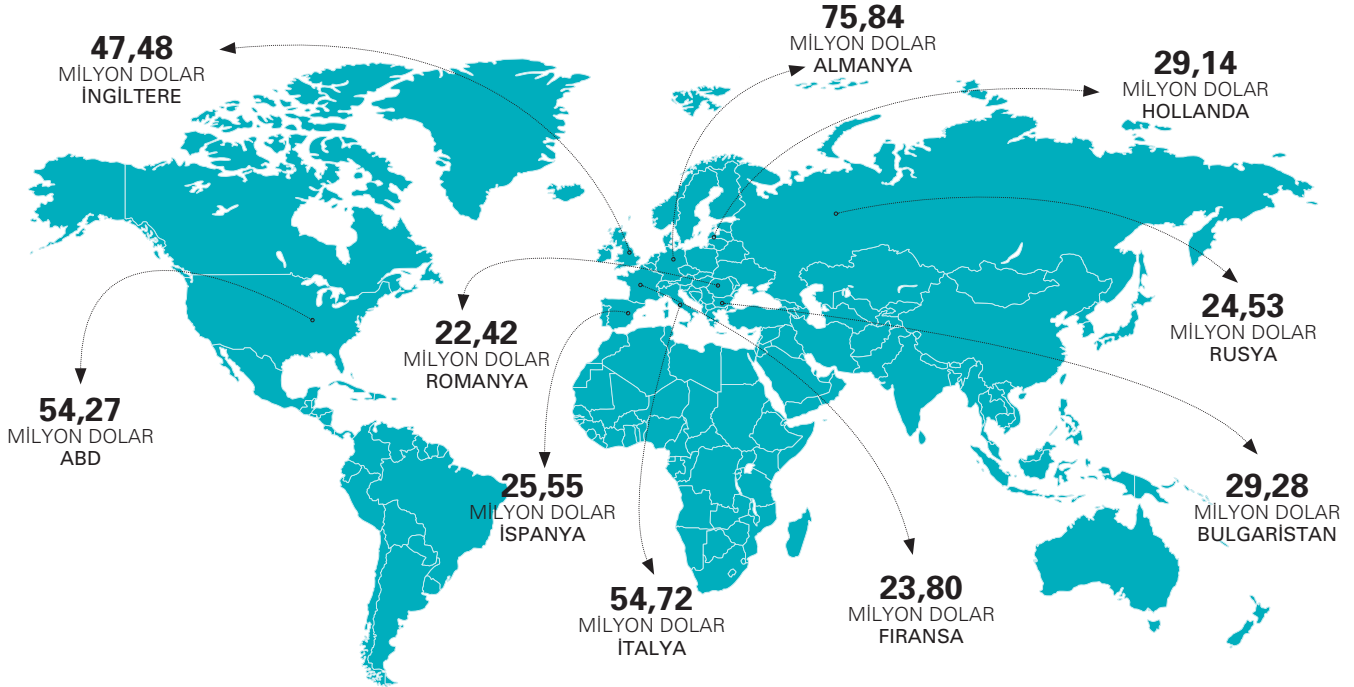 75,84
MİLYON DOLAR
ALMANYA
47,48
MİLYON DOLAR
İNGİLTERE
29,14
MİLYON DOLAR
HOLLANDA
24,53
MİLYON DOLAR
RUSYA
22,42
MİLYON DOLAR
ROMANYA
54,27
MİLYON DOLAR
ABD
25,55
MİLYON DOLAR
İSPANYA
29,28
MİLYON DOLAR
BULGARİSTAN
54,72
MİLYON DOLAR
İTALYA
23,80
MİLYON DOLAR
FIRANSA